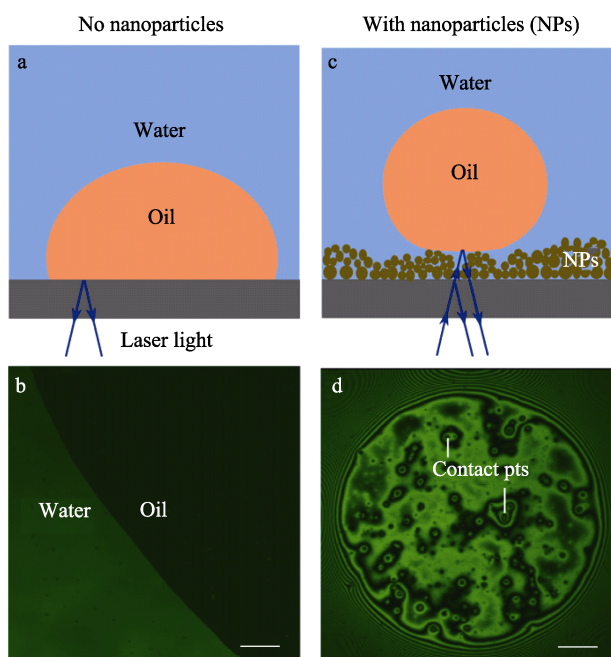 No nanoparticles
With nanoparticles (NPs)
a
Water
Oil
Laser light
c
Water
Oil
NPs
b
Water
Oil
d
Contact pts